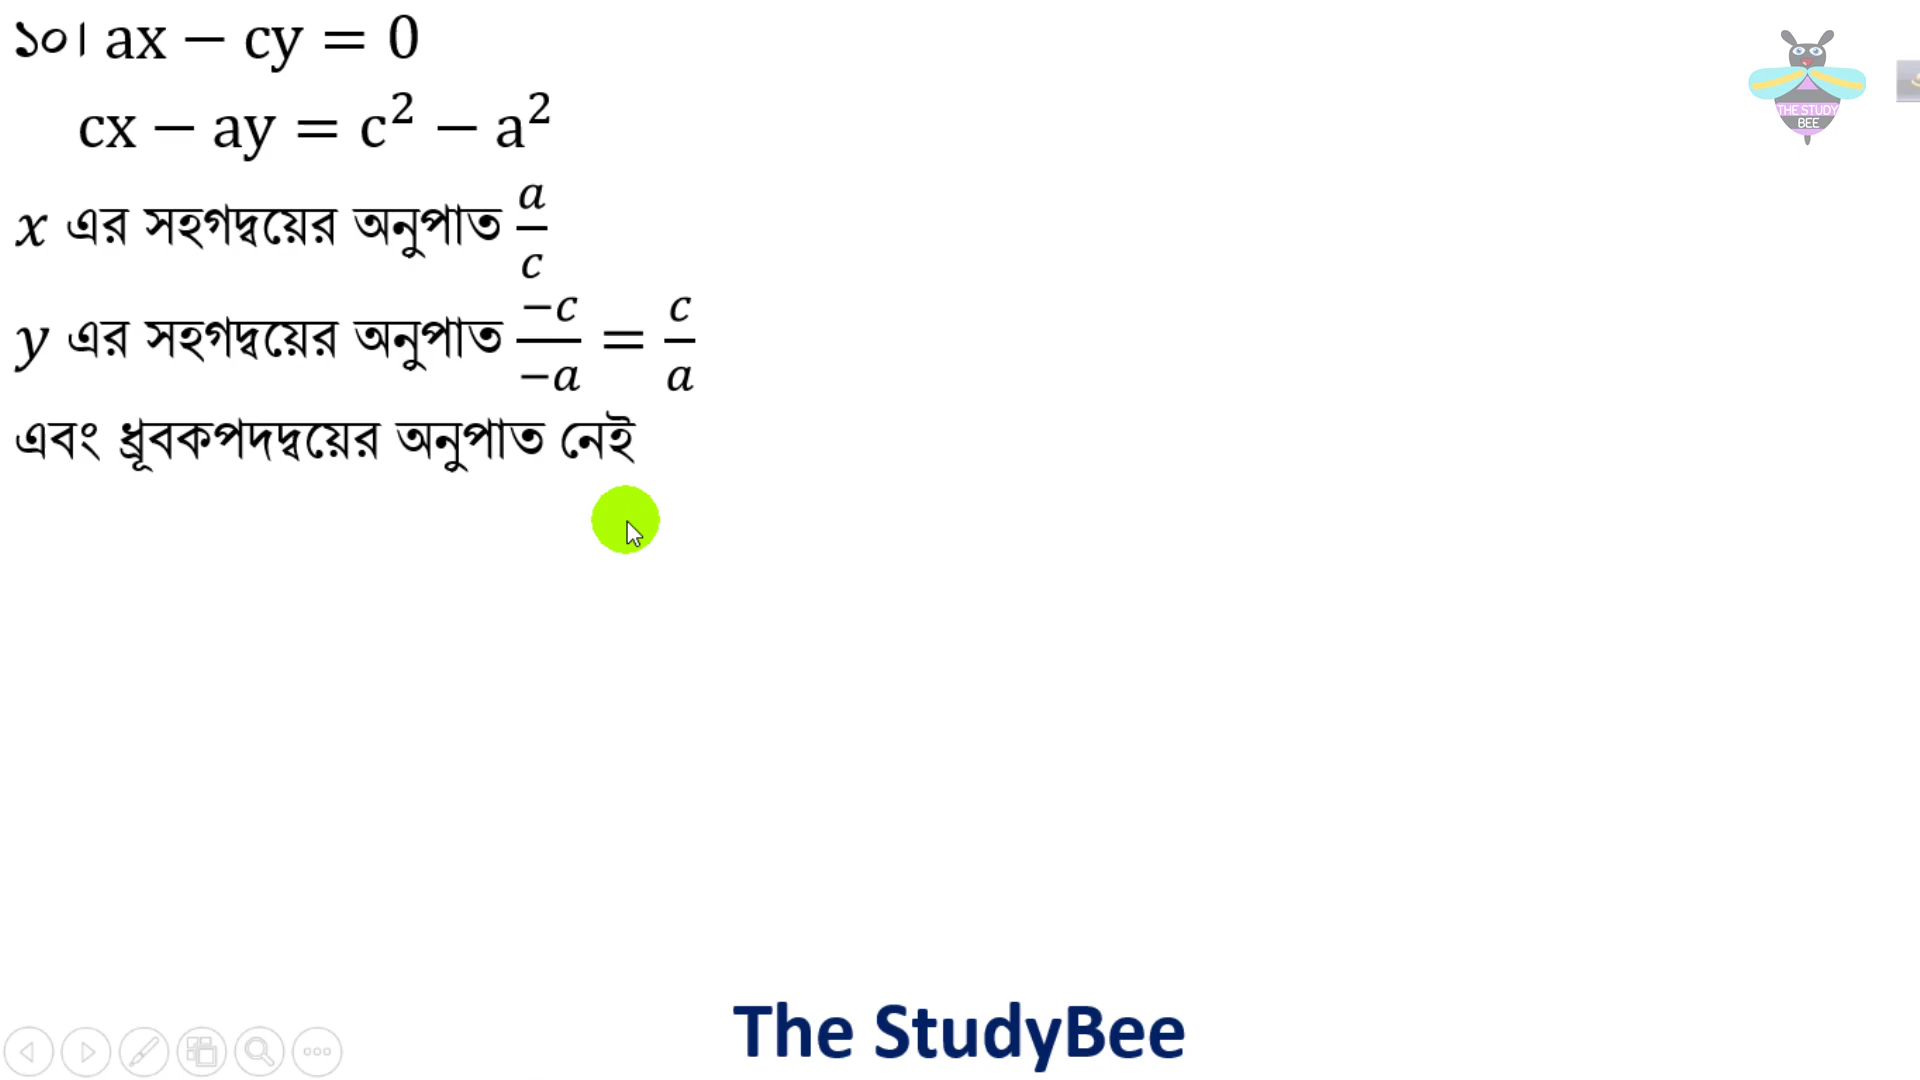 ১০। ax − cy = 0
cx − ay = c² − a²
x এর সহগদ্বয়ের অনুপাত a/c
y এর সহগদ্বয়ের অনুপাত −c/−a = c/a
এবং ধ্রূবকপদদ্বয়ের অনুপাত নেই
THE STUDY
BEE
The StudyBee